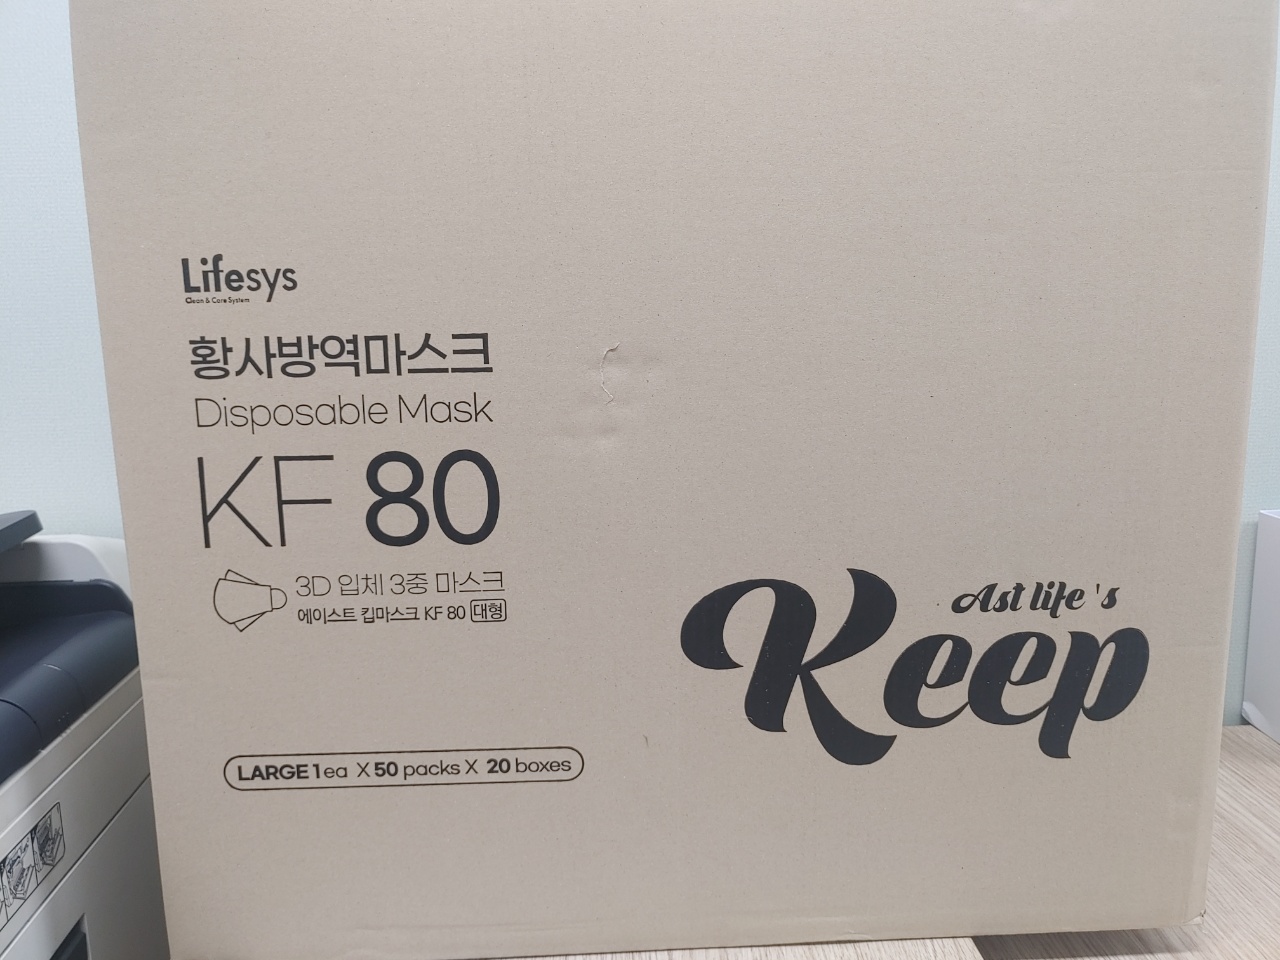 Lifesys
Clean & Care System
황사방역마스크
Disposable Mask
KF 80
3D 입체 3중 마스크
에이스트 킵마스크 KF 80 대형
LARGE 1ea X 50 packs X 20 boxes
Ast life's
Keep